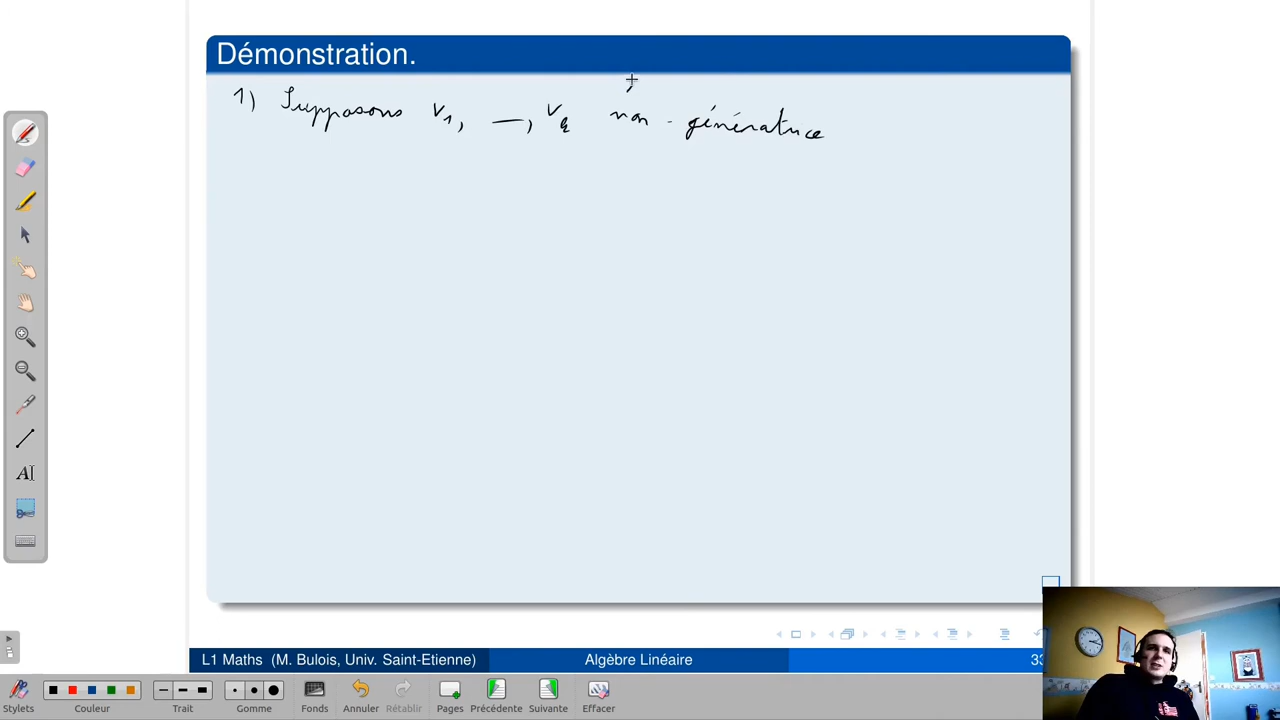 Démonstration.
1) Supposons v1, —, vk non-génératrice
L1 Maths (M. Bulois, Univ. Saint-Etienne) Algèbre Linéaire 33
Stylets Couleur Trait Gomme Fonds Annuler Rétablir Pages Précédente Suivante Effacer